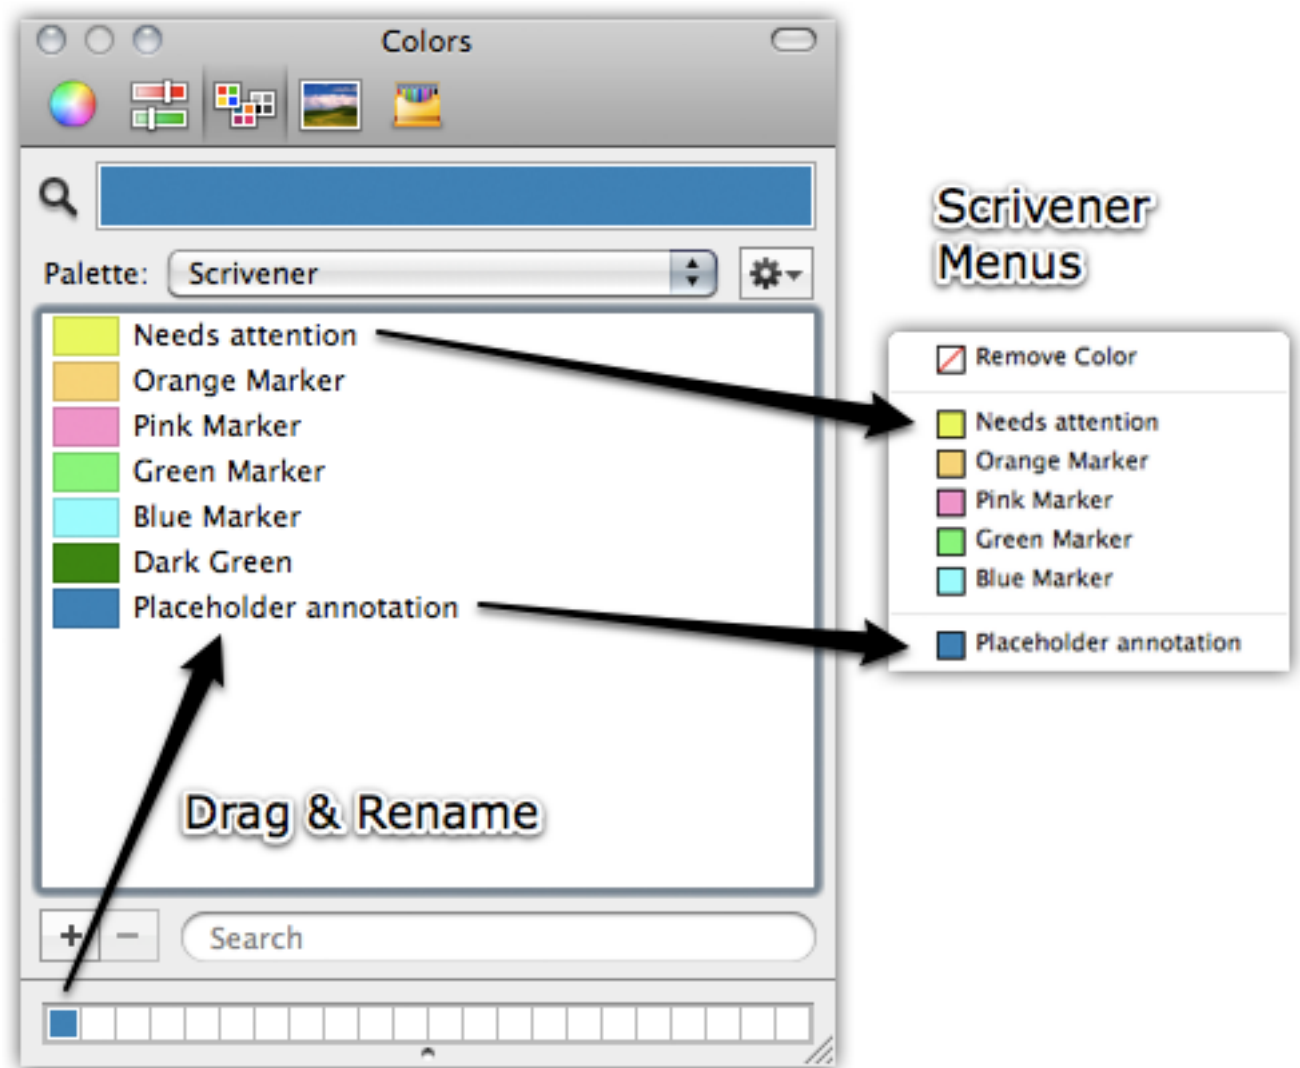 Colors
Palette: Scrivener
Needs attention
Orange Marker
Pink Marker
Green Marker
Blue Marker
Dark Green
Placeholder annotation
Drag & Rename
Search
Scrivener
Menus
Remove Color
Needs attention
Orange Marker
Pink Marker
Green Marker
Blue Marker
Placeholder annotation